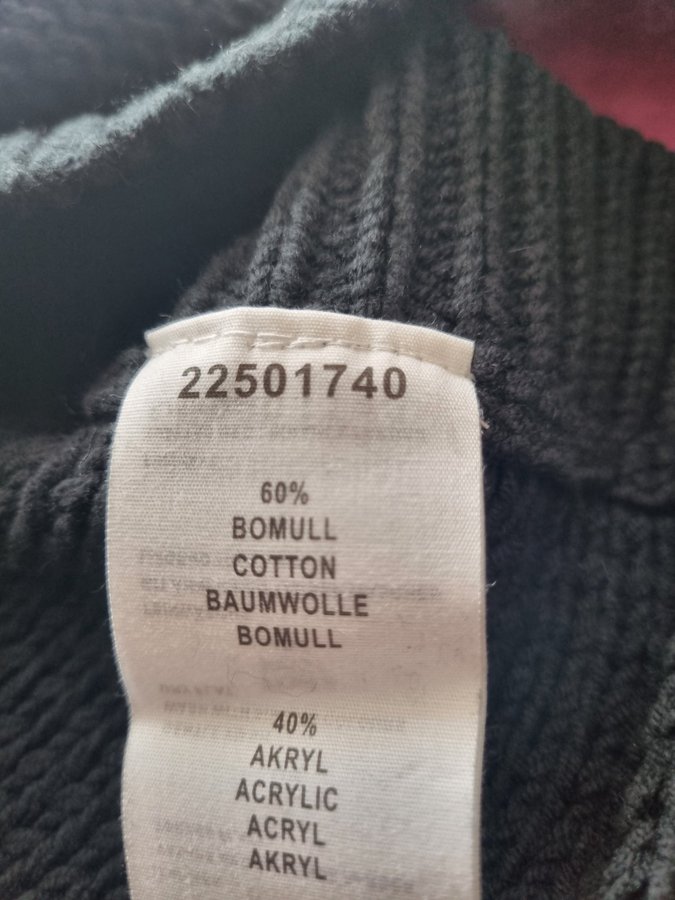 22501740
60%
BOMULL
COTTON
BAUMWOLLE
BOMULL
40%
AKRYL
ACRYLIC
ACRYL
AKRYL